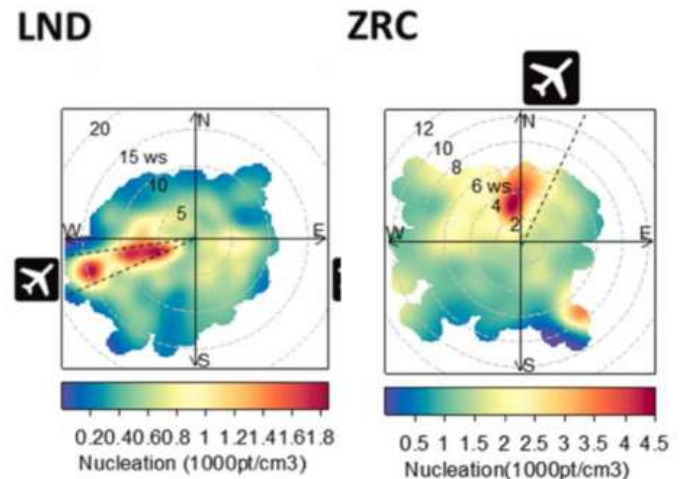 LND ZRC
N
20
15 ws
10
5
W
E
S
0.20.40.60.8 1 1.21.41.61.8
Nucleation (1000pt/cm3)
N
12
10
8
6 ws
4
2
W
E
S
0.5 1 1.5 2 2.5 3 3.5 4 4.5
Nucleation(1000pt/cm3)